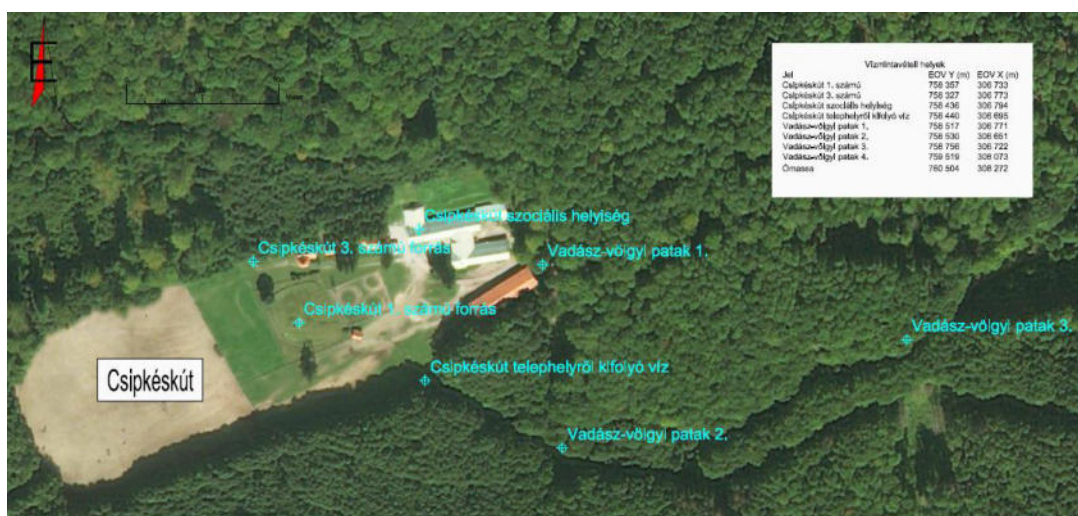 É
Vízmintavételi helyek
Jel EOV Y (m) EOV X (m)
Csipkéskút 1. számú 758 357 306 733
Csipkéskút 3. számú 758 327 306 773
Csipkéskút szociális helyiség 758 436 306 794
Csipkéskút telephelyről kifolyó víz 758 440 306 695
Vadász-völgyi patak 1. 758 517 306 771
Vadász-völgyi patak 2. 758 530 306 651
Vadász-völgyi patak 3. 758 756 306 722
Vadász-völgyi patak 4. 759 519 308 073
Ómassa 760 504 308 272
Csipkéskút szociális helyiség
Csipkéskút 3. számú forrás
Vadász-völgyi patak 1.
Csipkéskút 1. számú forrás
Vadász-völgyi patak 3.
Csipkéskút telephelyről kifolyó víz
Csipkéskút
Vadász-völgyi patak 2.